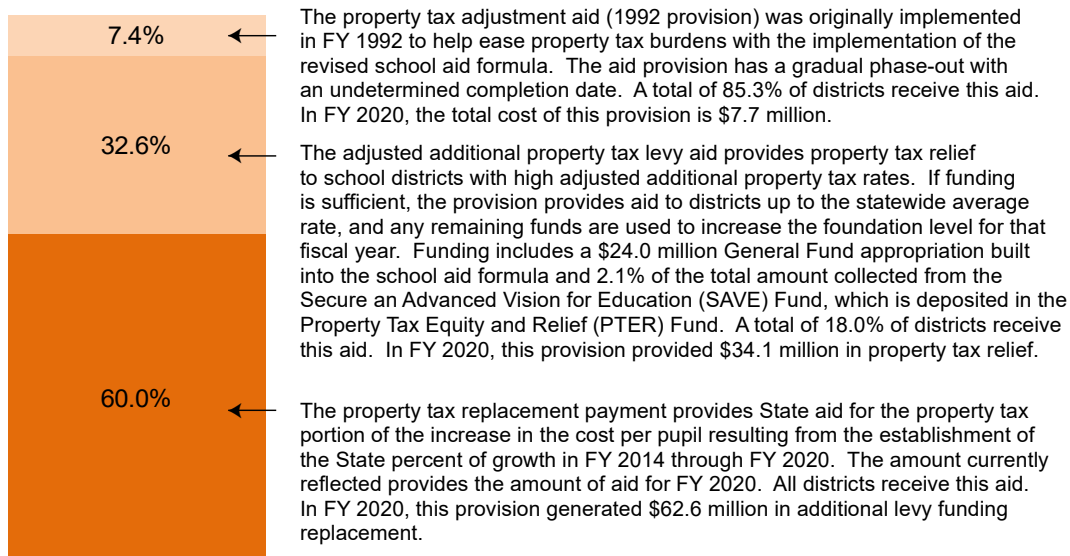 7.4%
The property tax adjustment aid (1992 provision) was originally implemented
in FY 1992 to help ease property tax burdens with the implementation of the
revised school aid formula.  The aid provision has a gradual phase-out with
an undetermined completion date.  A total of 85.3% of districts receive this aid.
In FY 2020, the total cost of this provision is $7.7 million.
32.6%
The adjusted additional property tax levy aid provides property tax relief
to school districts with high adjusted additional property tax rates.  If funding
is sufficient, the provision provides aid to districts up to the statewide average
rate, and any remaining funds are used to increase the foundation level for that
fiscal year.  Funding includes a $24.0 million General Fund appropriation built
into the school aid formula and 2.1% of the total amount collected from the
Secure an Advanced Vision for Education (SAVE) Fund, which is deposited in the
Property Tax Equity and Relief (PTER) Fund.  A total of 18.0% of districts receive
this aid.  In FY 2020, this provision provided $34.1 million in property tax relief.
60.0%
The property tax replacement payment provides State aid for the property tax
portion of the increase in the cost per pupil resulting from the establishment of
the State percent of growth in FY 2014 through FY 2020.  The amount currently
reflected provides the amount of aid for FY 2020.  All districts receive this aid.
In FY 2020, this provision generated $62.6 million in additional levy funding
replacement.